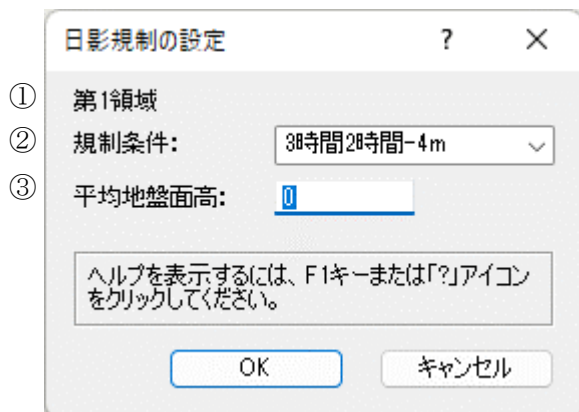 日影規制の設定 ? ×
① 第1領域
② 規制条件: 3時間2時間-4m
③ 平均地盤面高: 0
ヘルプを表示するには、F1キーまたは「?」アイコン
をクリックしてください。
OK キャンセル